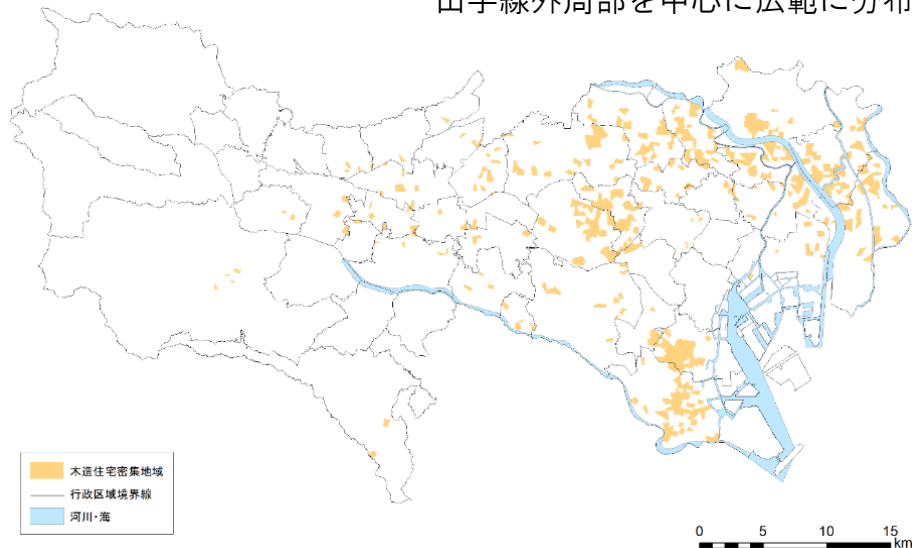 山手線外周部を中心に広範に分布
木造住宅密集地域
行政区域境界線
河川・海
0 5 10 15
km